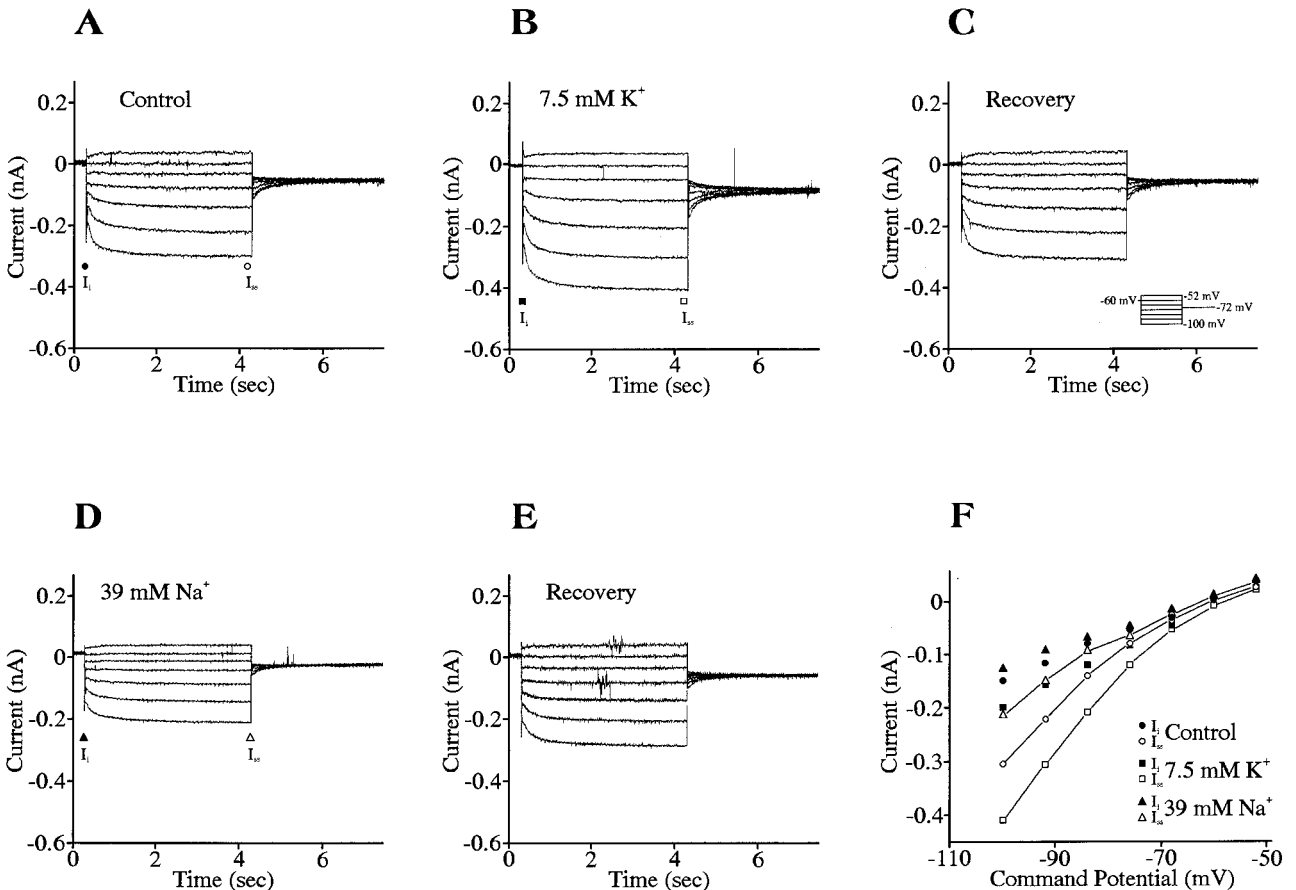 A
B
C
0.2
Control
0
-0.2
-0.4
-0.6
Current (nA)
Iᵢ
Iₛₛ
0
2
4
6
Time (sec)
0.2
7.5 mM K⁺
0
-0.2
-0.4
-0.6
Current (nA)
Iᵢ
Iₛₛ
0
2
4
6
Time (sec)
0.2
Recovery
0
-0.2
-0.4
-0.6
Current (nA)
-60 mV
-52 mV
-72 mV
-100 mV
0
2
4
6
Time (sec)
D
E
F
0.2
39 mM Na⁺
0
-0.2
-0.4
-0.6
Current (nA)
Iᵢ
Iₛₛ
0
2
4
6
Time (sec)
0.2
Recovery
0
-0.2
-0.4
-0.6
Current (nA)
0
2
4
6
Time (sec)
0
-0.1
-0.2
-0.3
-0.4
Current (nA)
Iᵢ
Iₛₛ Control
Iᵢ
Iₛₛ 7.5 mM K⁺
Iᵢ
Iₛₛ 39 mM Na⁺
-110
-90
-70
-50
Command Potential (mV)